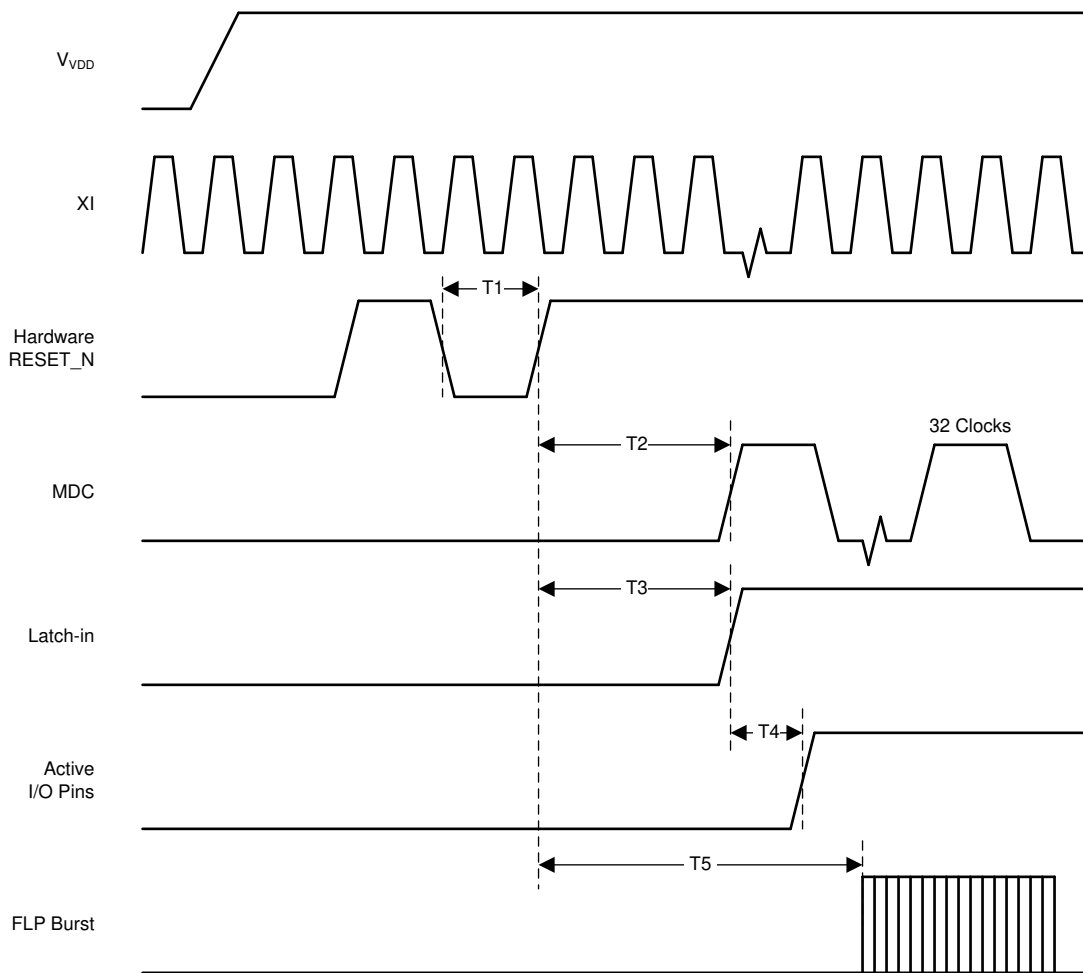 V_VDD
XI
T1
Hardware
RESET_N
32 Clocks
T2
MDC
T3
Latch-in
T4
Active
I/O Pins
T5
FLP Burst